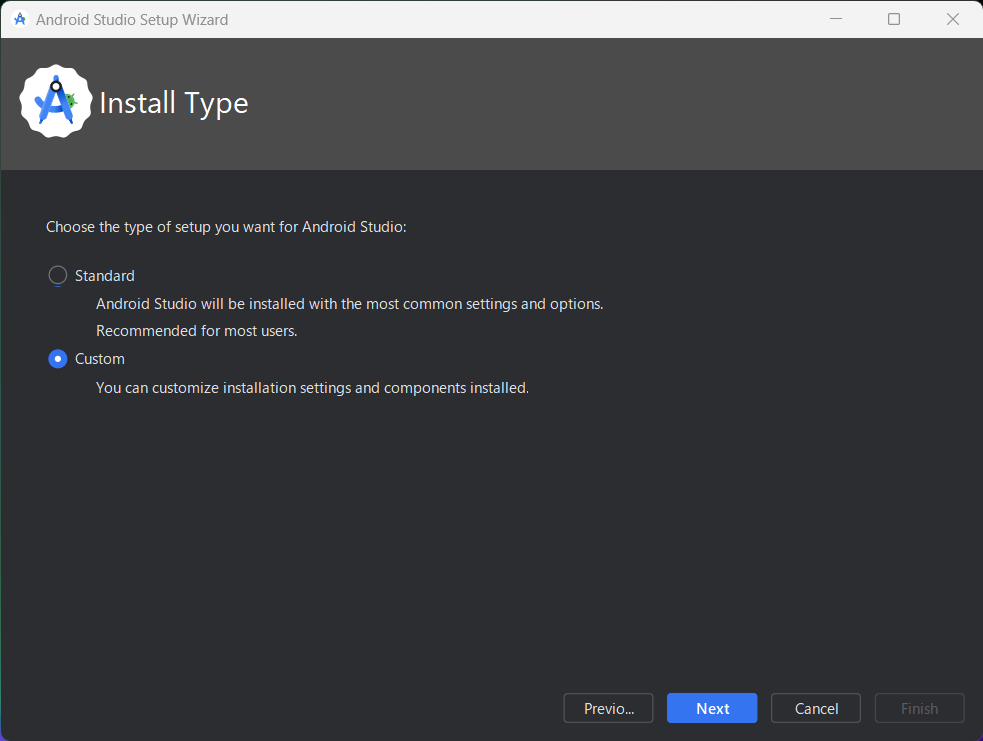 Android Studio Setup Wizard
Install Type
Choose the type of setup you want for Android Studio:
Standard
Android Studio will be installed with the most common settings and options.
Recommended for most users.
Custom
You can customize installation settings and components installed.
Previo... Next Cancel Finish